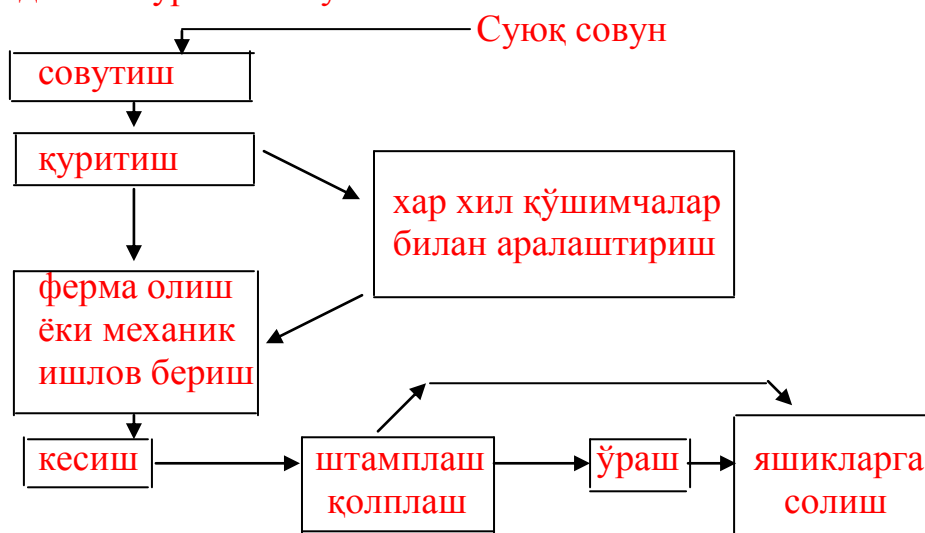 Суюқ совун
совутиш
қуритиш
хар хил қўшимчалар
билан аралаштириш
ферма олиш
ёки механик
ишлов бериш
кесиш
штамплаш
қолплаш
ўраш
яшикларга
солиш